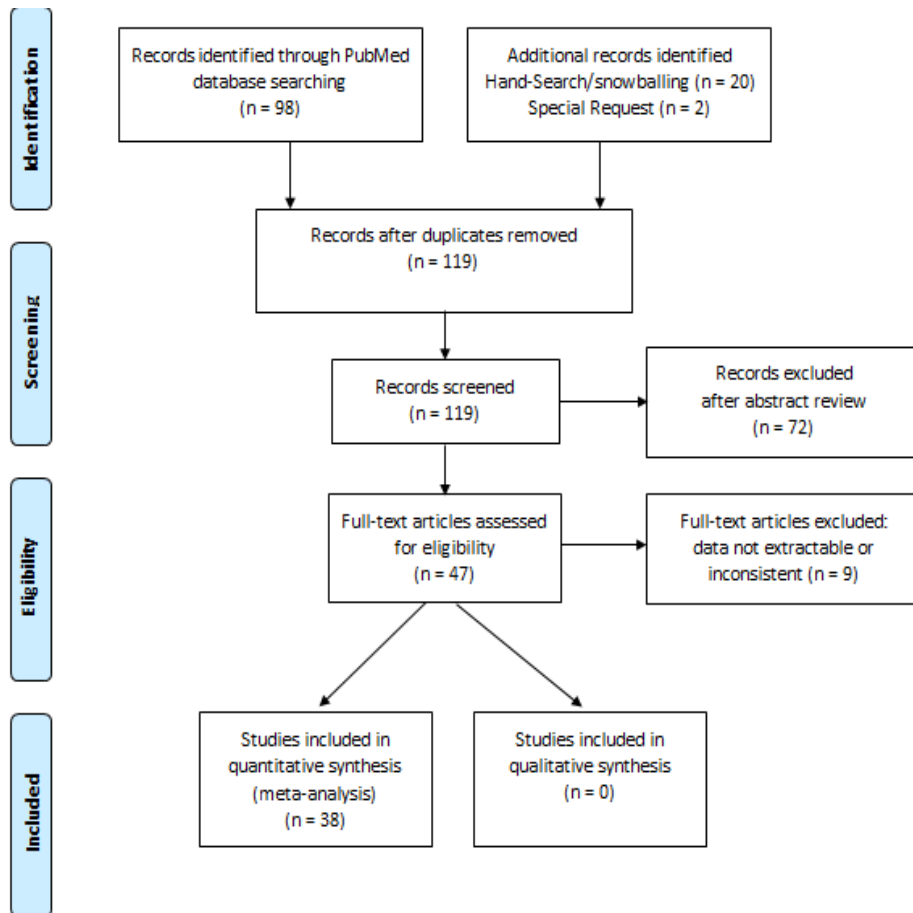 Identification
Records identified through PubMed
database searching
(n = 98)
Additional records identified
Hand-Search/snowballing (n = 20)
Special Request (n = 2)
Records after duplicates removed
(n = 119)
Screening
Records screened
(n = 119)
Records excluded
after abstract review
(n = 72)
Eligibility
Full-text articles assessed
for eligibility
(n = 47)
Full-text articles excluded:
data not extractable or
inconsistent (n = 9)
Included
Studies included in
quantitative synthesis
(meta-analysis)
(n = 38)
Studies included in
qualitative synthesis
(n = 0)